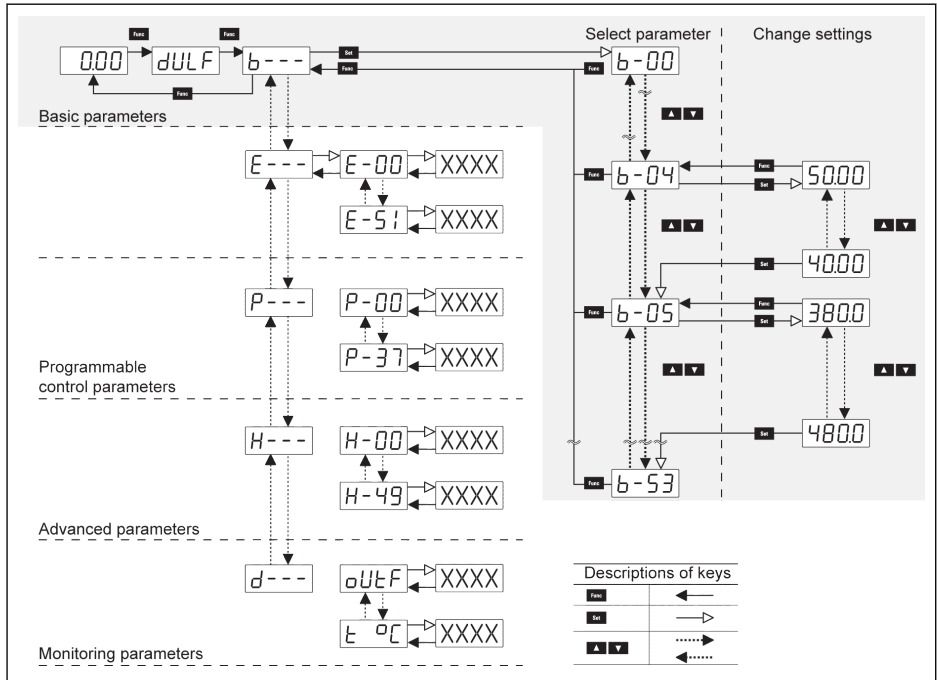 Select parameter
Change settings
Func
Func
0.00
dULF
b---
Set
Func
Func
Func
b-00
Basic parameters
E---
E-00
XXXX
E-51
XXXX
Func
b-04
Func
Set
50.00
Set
40.00
P---
P-00
XXXX
P-37
XXXX
Programmable
control parameters
Func
b-05
Func
Set
380.0
Set
480.0
H---
H-00
XXXX
H-49
XXXX
Func
b-53
Advanced parameters
d---
oUtF
XXXX
t °C
XXXX
Monitoring parameters
Descriptions of keys
Func
Set